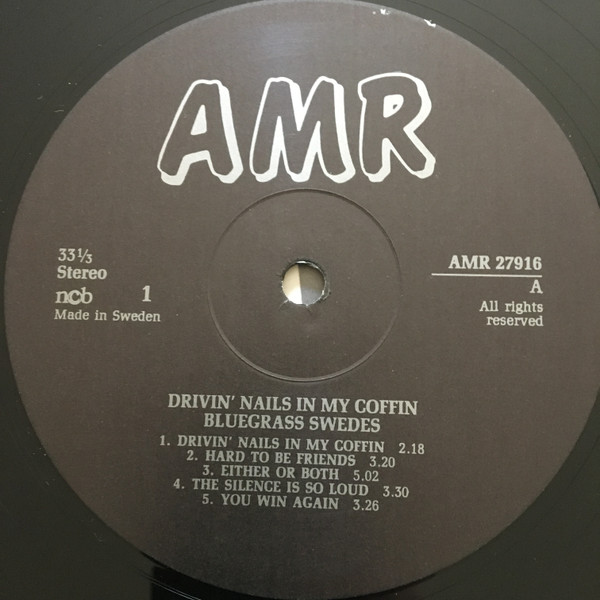 AMR
33⅓
Stereo
ncb 1
Made in Sweden
AMR 27916
A
All rights
reserved
DRIVIN' NAILS IN MY COFFIN
BLUEGRASS SWEDES
1. DRIVIN' NAILS IN MY COFFIN 2.18
2. HARD TO BE FRIENDS 3.20
3. EITHER OR BOTH 5.02
4. THE SILENCE IS SO LOUD 3.30
5. YOU WIN AGAIN 3.26